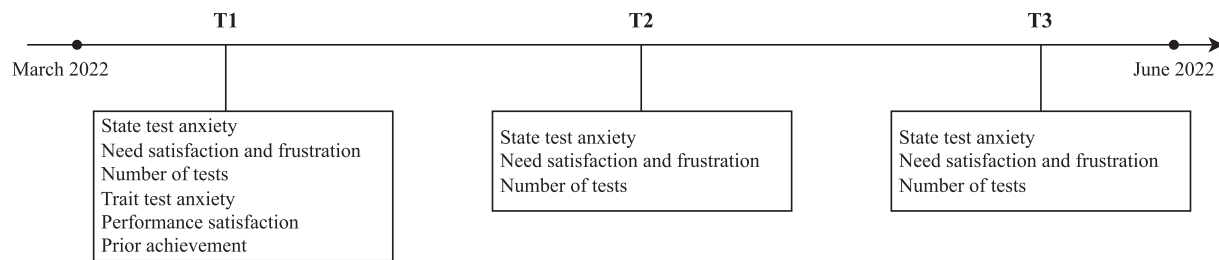 T1
T2
T3
March 2022
June 2022
State test anxiety
Need satisfaction and frustration
Number of tests
Trait test anxiety
Performance satisfaction
Prior achievement
State test anxiety
Need satisfaction and frustration
Number of tests
State test anxiety
Need satisfaction and frustration
Number of tests